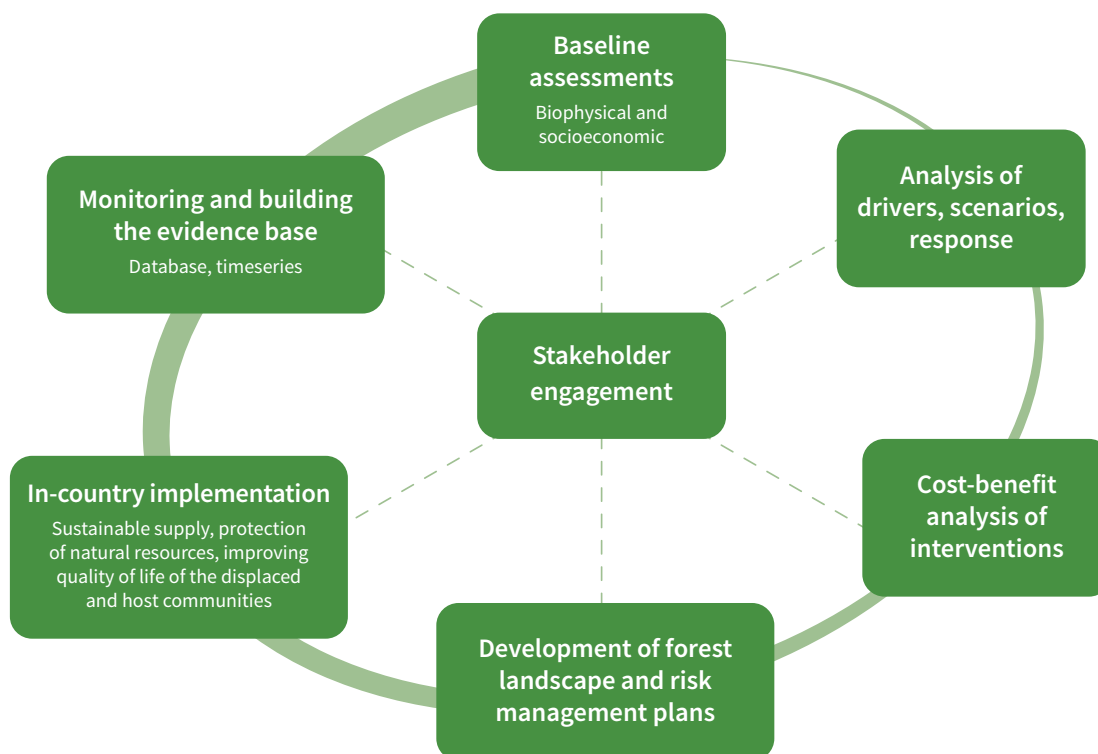 Baseline
assessments
Biophysical and
socioeconomic
Analysis of
drivers, scenarios,
response
Cost-benefit
analysis of
interventions
Development of forest
landscape and risk
management plans
In-country implementation
Sustainable supply, protection
of natural resources, improving
quality of life of the displaced
and host communities
Monitoring and building
the evidence base
Database, timeseries
Stakeholder
engagement